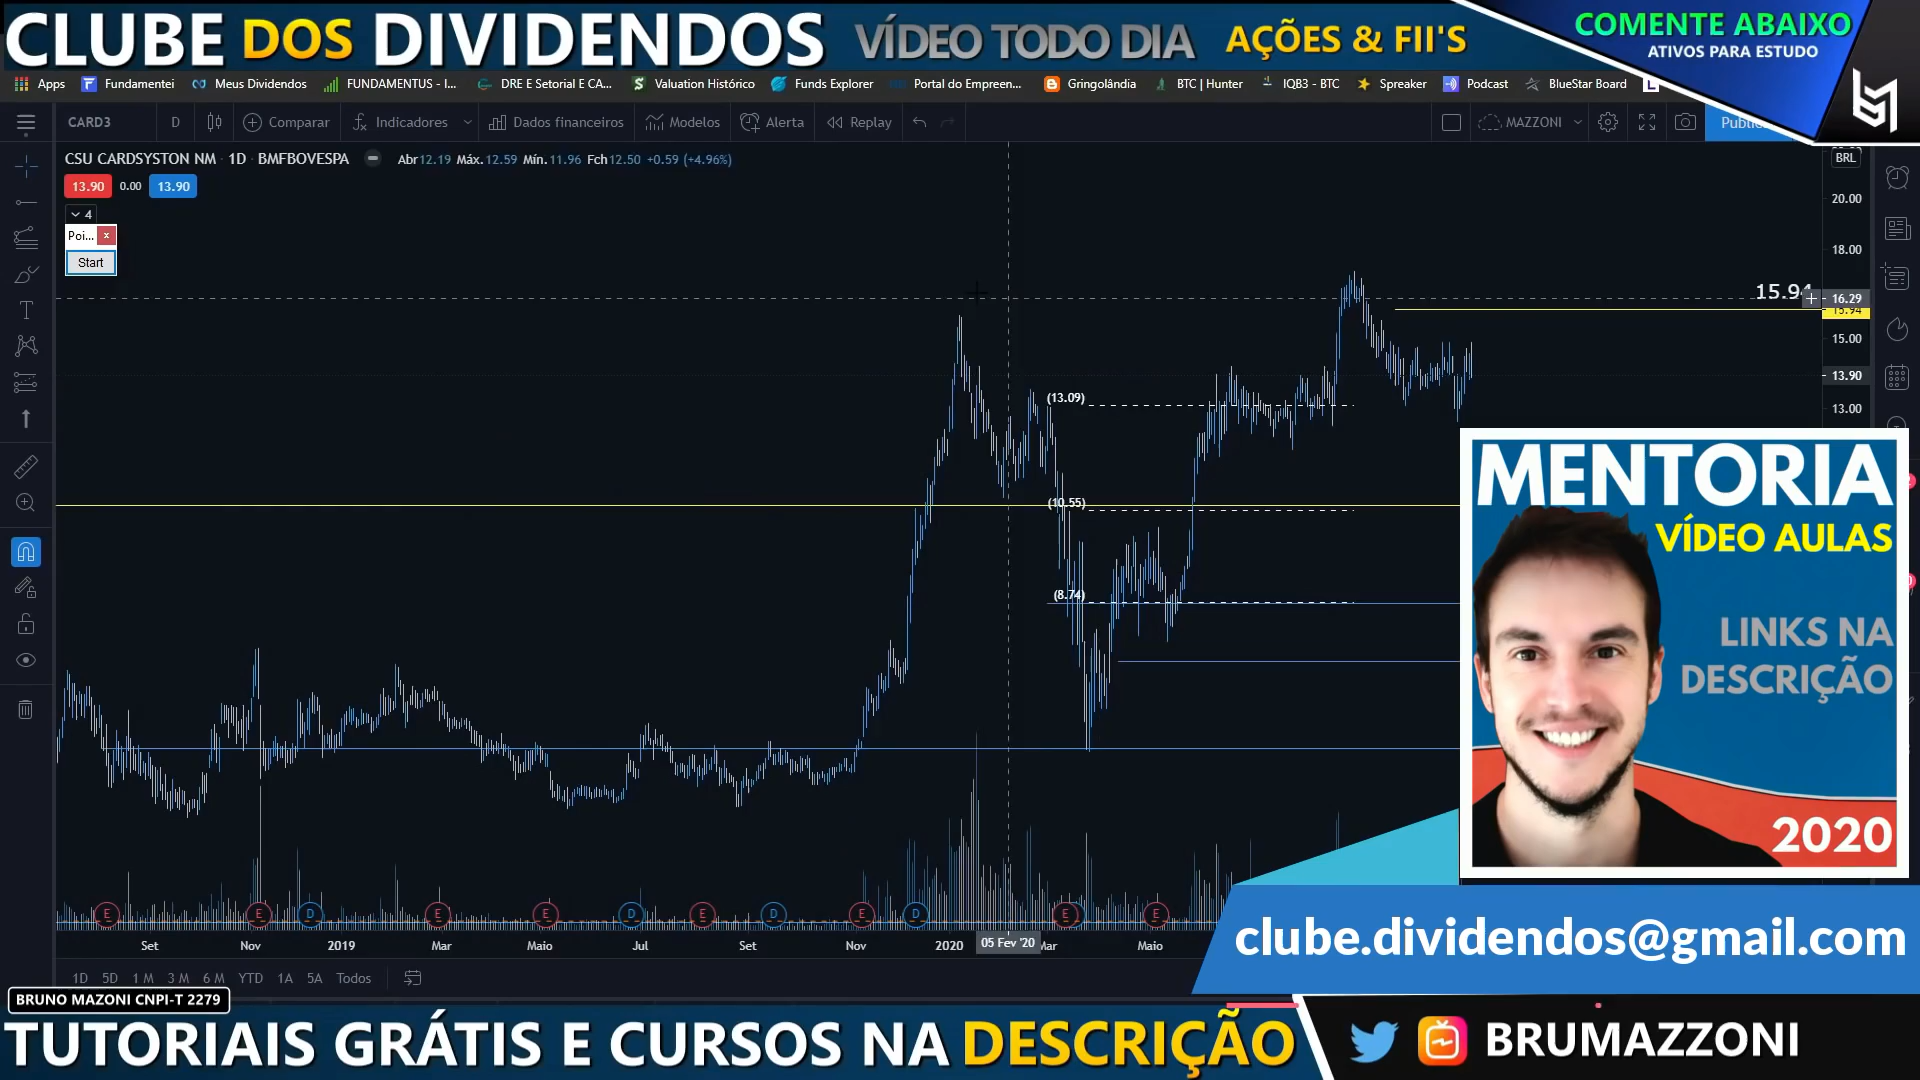 CLUBE DOS DIVIDENDOS VÍDEO TODO DIA AÇÕES & FII'S
COMENTE ABAIXO
ATIVOS PARA ESTUDO
Apps Fundamentei Meus Dividendos FUNDAMENTUS - I... DRE E Setorial E CA... Valuation Histórico Funds Explorer Portal do Empreen... Gringolândia BTC | Hunter IQB3 - BTC Spreaker Podcast BlueStar Board
CARD3 D Comparar Indicadores Dados financeiros Modelos Alerta Replay MAZZONI
CSU CARDSYSTON NM · 1D · BMFBOVESPA Abr12.19 Máx.12.59 Mín.11.96 Fch12.50 +0.59 (+4.96%)
BRL
13.90 0.00 13.90
4
Poi... x
Start
20.00
18.00
15.94
16.29
15.94
15.00
13.90
13.00
(13.09)
(10.55)
(8.74)
MENTORIA
VÍDEO AULAS
LINKS NA
DESCRIÇÃO
2020
E E D E E D E D E D E E
Set Nov 2019 Mar Maio Jul Set Nov 2020 05 Fev '20 Mar Maio
clube.dividendos@gmail.com
1D 5D 1 M 3 M 6 M YTD 1A 5A Todos
BRUNO MAZONI CNPI-T 2279
TUTORIAIS GRÁTIS E CURSOS NA DESCRIÇÃO
BRUMAZZONI